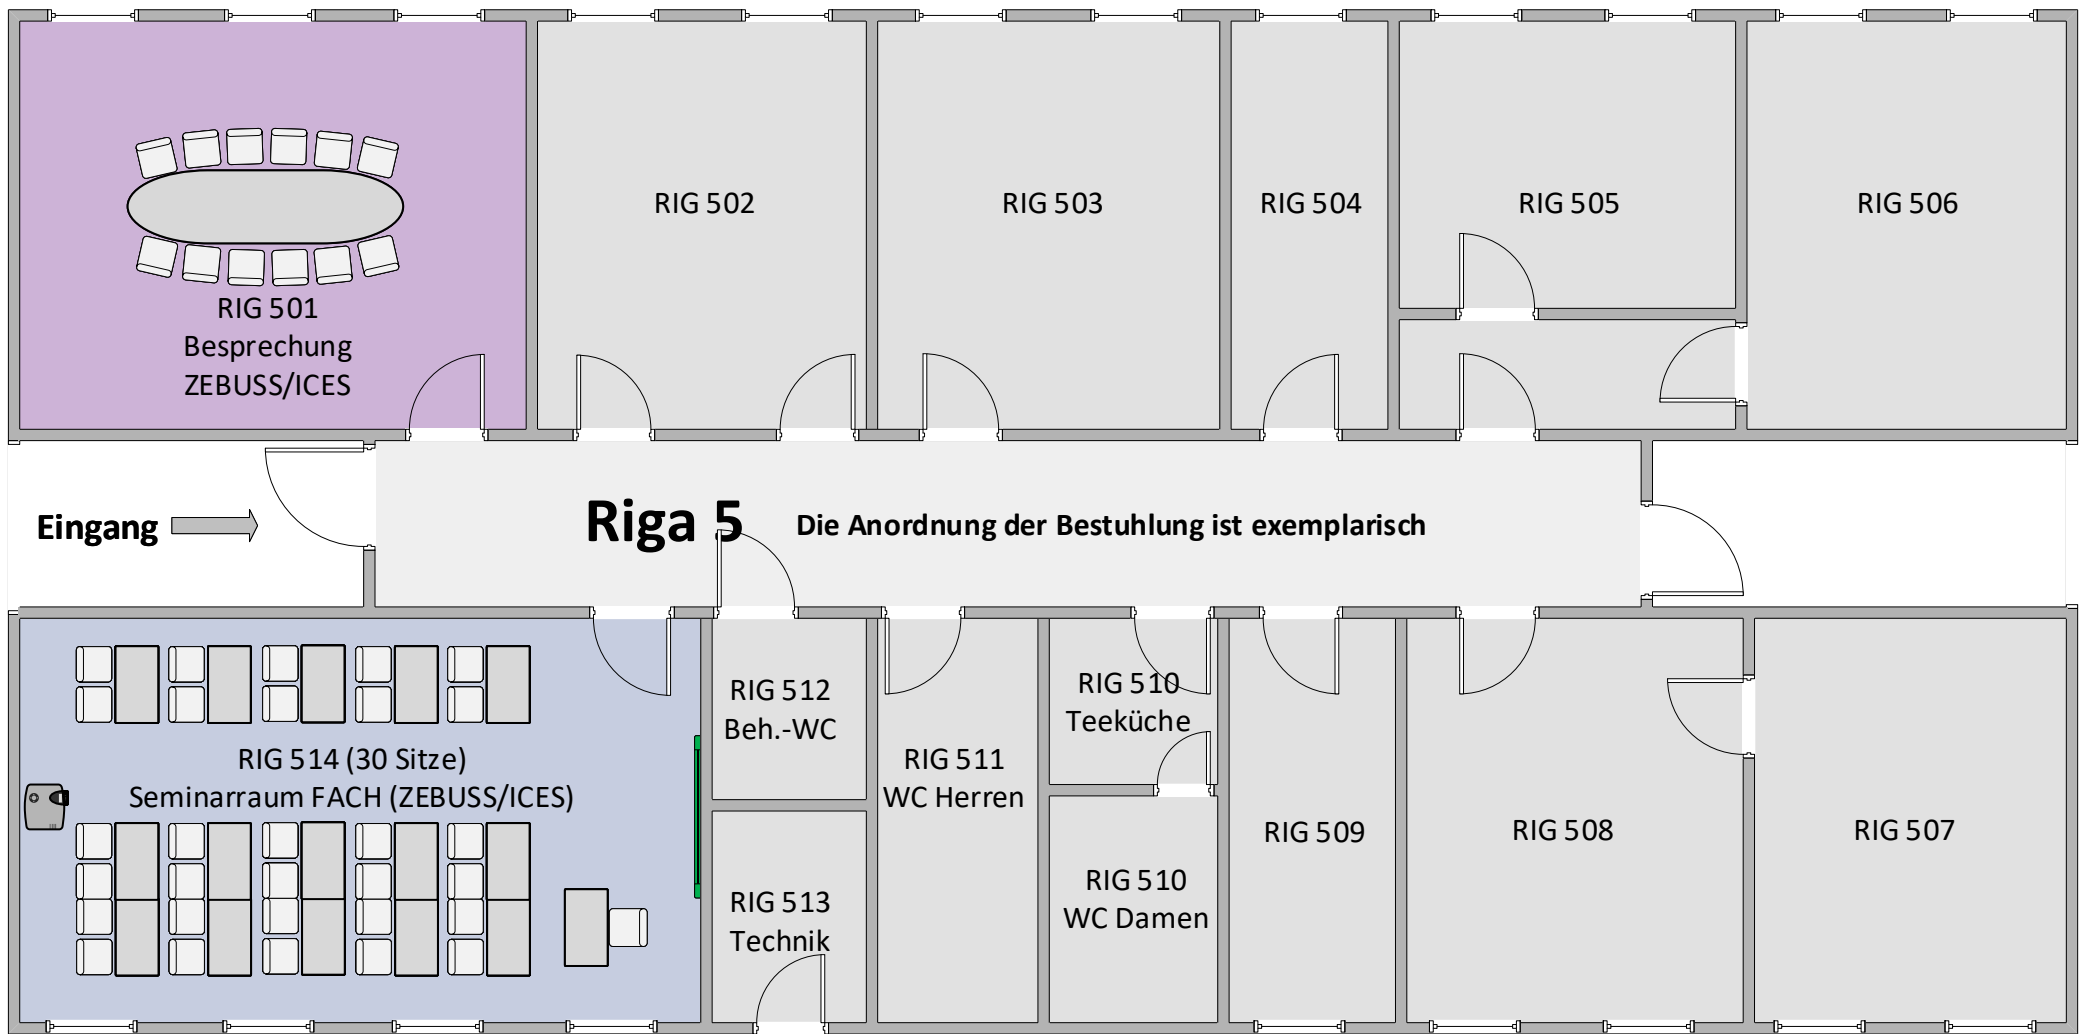 RIG 501
Besprechung
ZEBUSS/ICES
RIG 502
RIG 503
RIG 504
RIG 505
RIG 506
Eingang
Riga 5
Die Anordnung der Bestuhlung ist exemplarisch
RIG 514 (30 Sitze)
Seminarraum FACH (ZEBUSS/ICES)
RIG 512
Beh.-WC
RIG 513
Technik
RIG 511
WC Herren
RIG 510
Teeküche
RIG 510
WC Damen
RIG 509
RIG 508
RIG 507